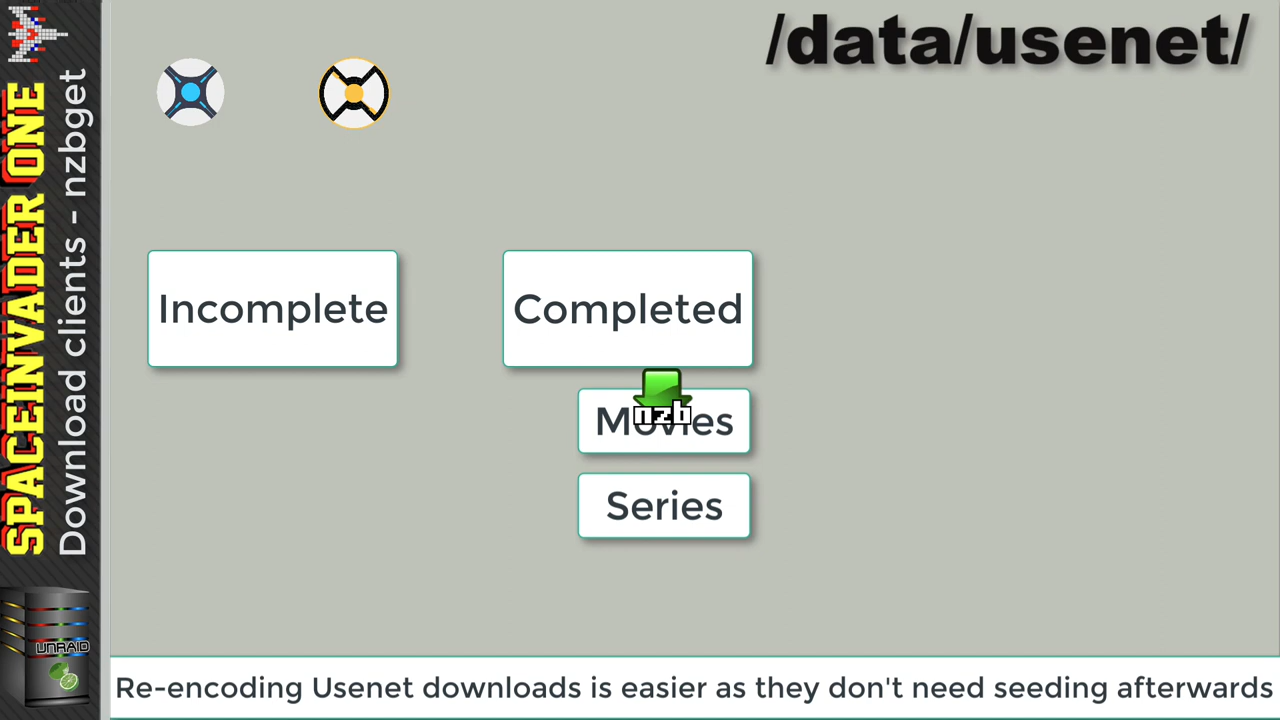 SPACEINVADER ONE
Download clients - nzbget
UNRAID
/data/usenet/
Incomplete
Completed
nzb
Movies
Series
Re-encoding Usenet downloads is easier as they don't need seeding afterwards